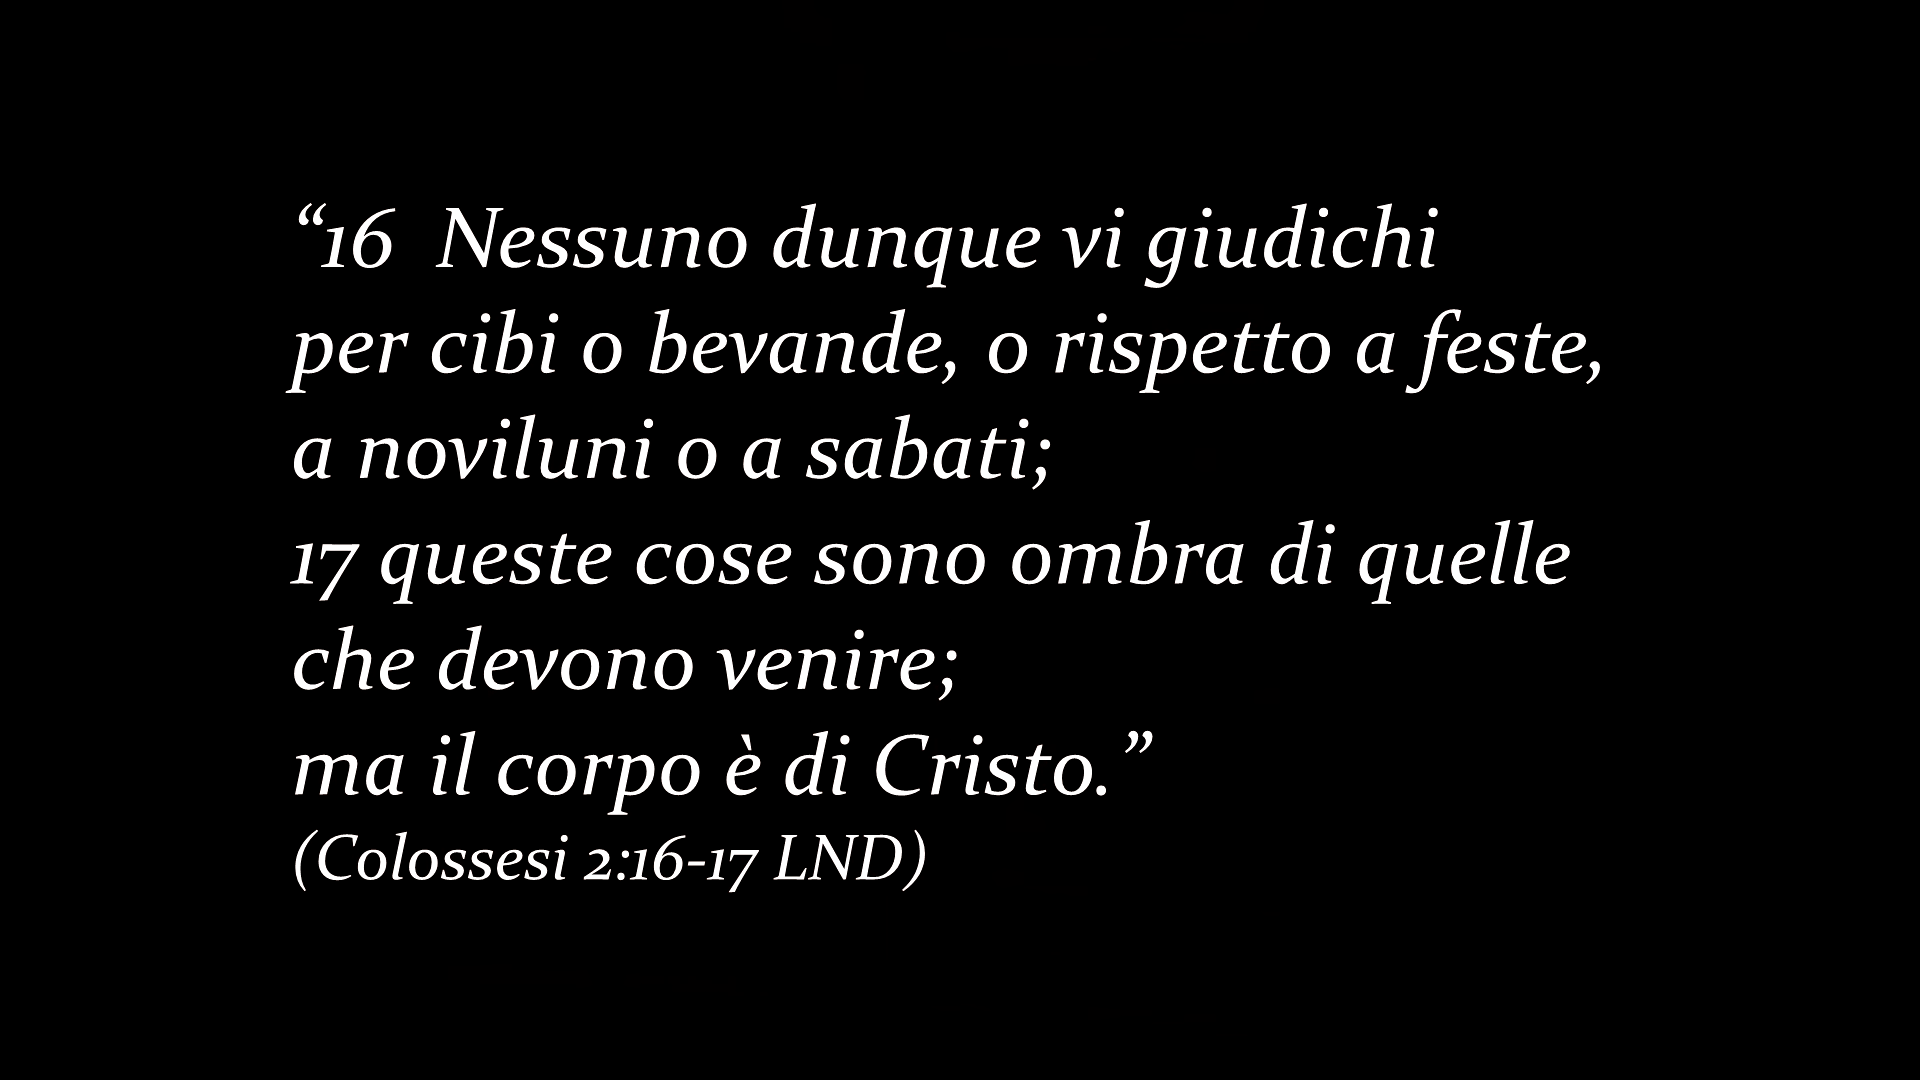 “16  Nessuno dunque vi giudichi
per cibi o bevande, o rispetto a feste,
a noviluni o a sabati;
17 queste cose sono ombra di quelle
che devono venire;
ma il corpo è di Cristo.”
(Colossesi 2:16-17 LND)